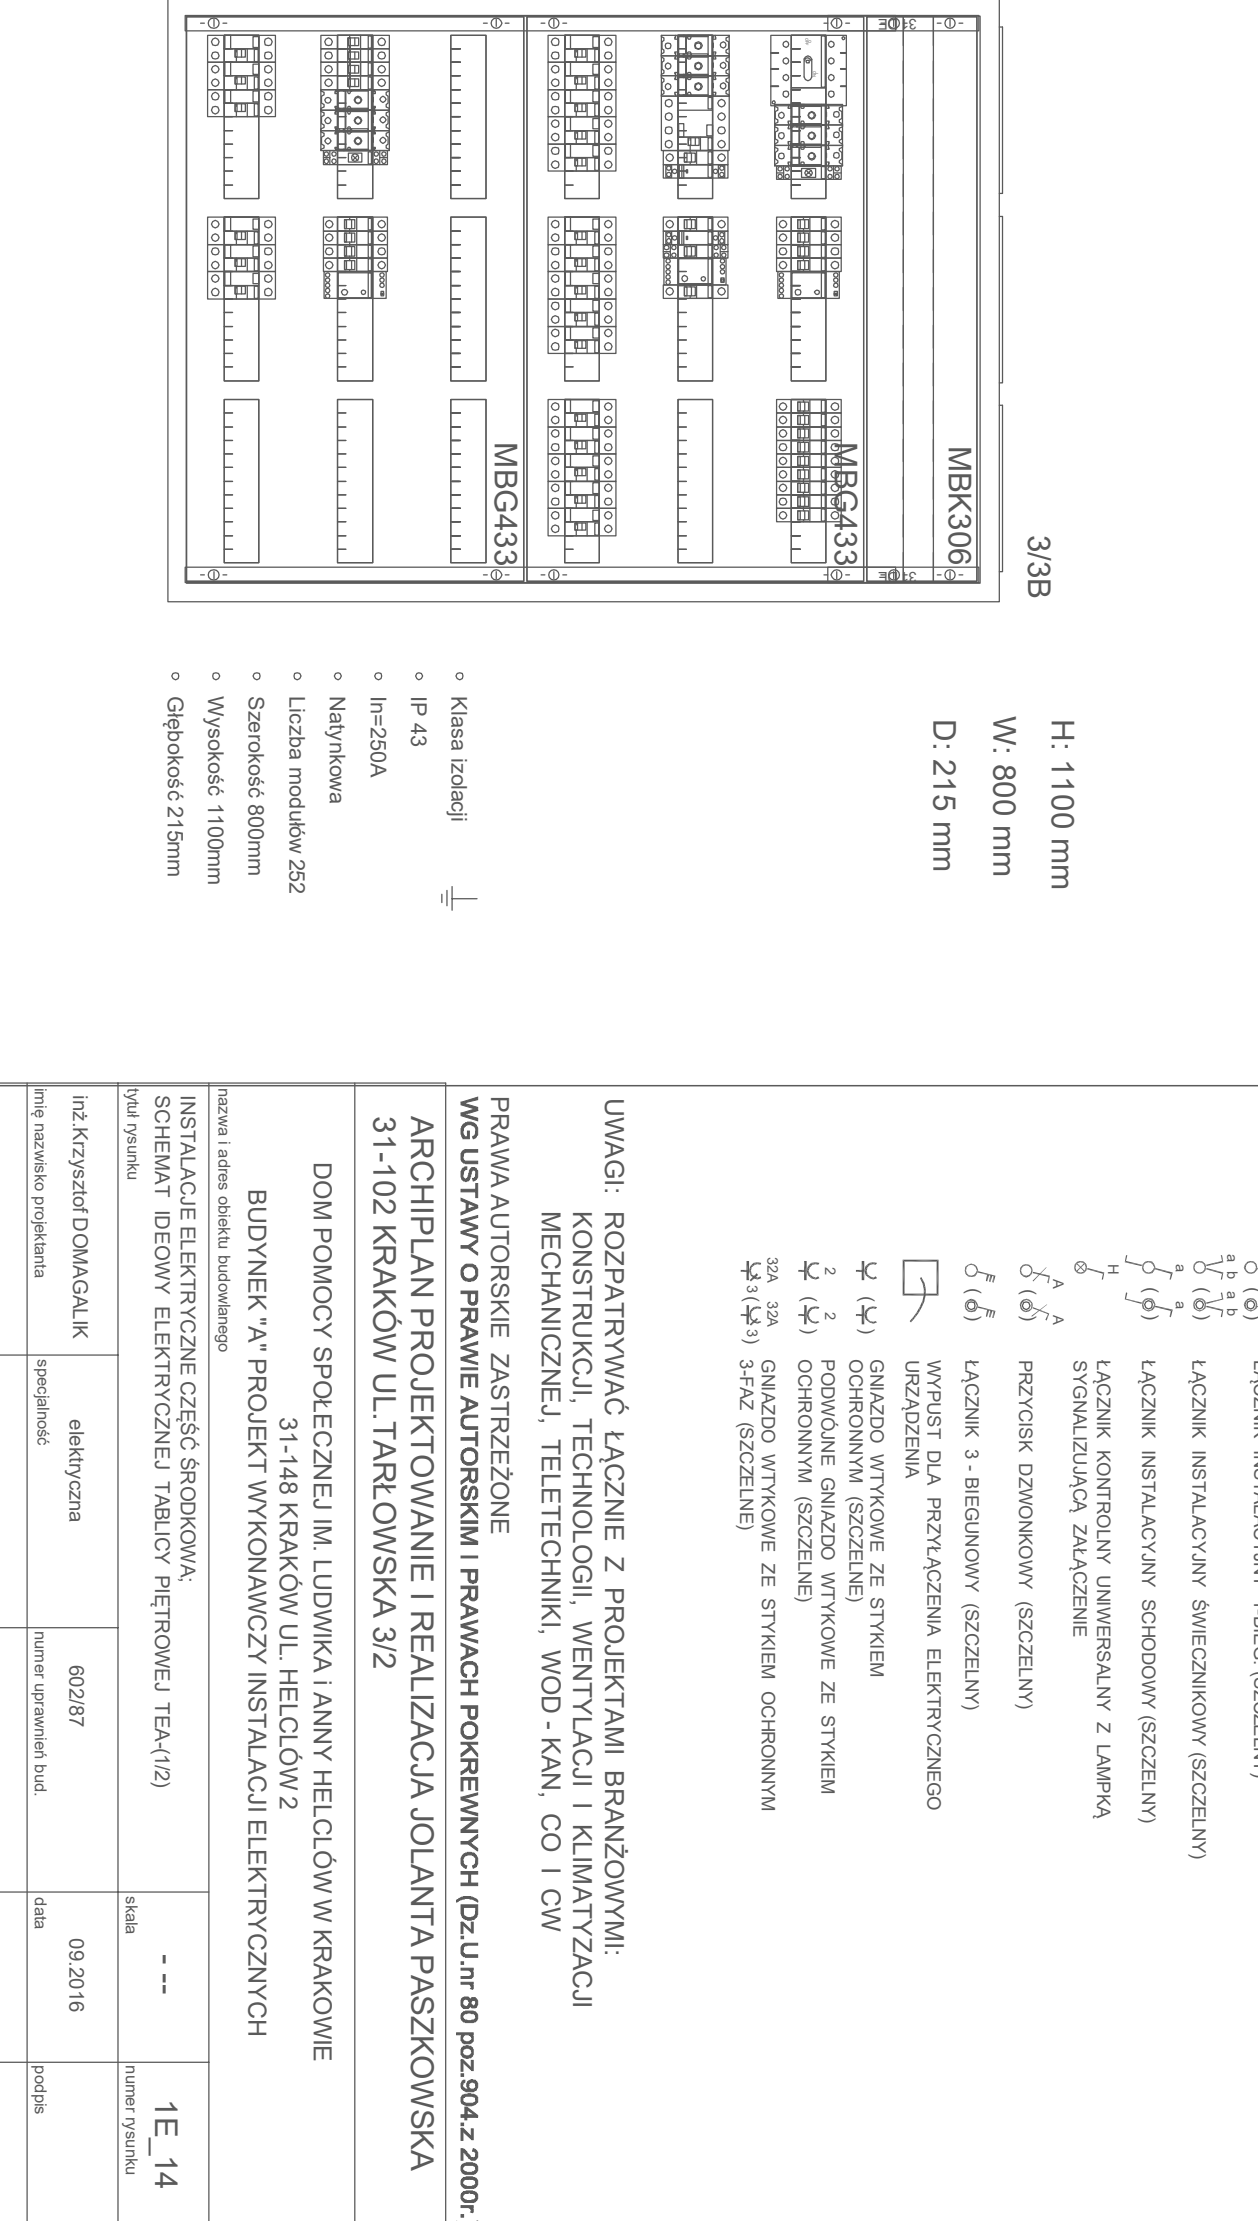 3/3B
MBK306
MBG433
MBG433
H: 1100 mm
W: 800 mm
D: 215 mm
Klasa izolacji
IP 43
In=250A
Natynkowa
Liczba modułów 252
Szerokość 800mm
Wysokość 1100mm
Głębokość 215mm
a b a b
ŁĄCZNIK INSTALACYJNY ŚWIECZNIKOWY (SZCZELNY)
a a
ŁĄCZNIK INSTALACYJNY SCHODOWY (SZCZELNY)
H
ŁĄCZNIK KONTROLNY UNIWERSALNY Z LAMPKĄ
SYGNALIZUJĄCĄ ZAŁĄCZENIE
A A
PRZYCISK DZWONKOWY (SZCZELNY)
ŁĄCZNIK 3 - BIEGUNOWY (SZCZELNY)
WYPUST DLA PRZYŁĄCZENIA ELEKTRYCZNEGO
URZĄDZENIA
GNIAZDO WTYKOWE ZE STYKIEM
OCHRONNYM (SZCZELNE)
2 2
PODWÓJNE GNIAZDO WTYKOWE ZE STYKIEM
OCHRONNYM (SZCZELNE)
32A 32A
3 ( 3)
GNIAZDO WTYKOWE ZE STYKIEM OCHRONNYM
3-FAZ (SZCZELNE)
UWAGI: ROZPATRYWAĆ ŁĄCZNIE Z PROJEKTAMI BRANŻOWYMI:
KONSTRUKCJI, TECHNOLOGII, WENTYLACJI I KLIMATYZACJI
MECHANICZNEJ, TELETECHNIKI, WOD - KAN, CO I CW
PRAWA AUTORSKIE ZASTRZEŻONE
WG USTAWY O PRAWIE AUTORSKIM I PRAWACH POKREWNYCH (Dz.U.nr 80 poz.904.z 2000r.
ARCHIPLAN PROJEKTOWANIE I REALIZACJA JOLANTA PASZKOWSKA
31-102 KRAKÓW UL.TARŁOWSKA 3/2
DOM POMOCY SPOŁECZNEJ IM. LUDWIKA i ANNY HELCLÓW W KRAKOWIE
31-148 KRAKÓW UL. HELCLÓW 2
BUDYNEK "A" PROJEKT WYKONAWCZY INSTALACJI ELEKTRYCZNYCH
nazwa i adres obiektu budowlanego
INSTALACJE ELEKTRYCZNE CZĘŚĆ ŚRODKOWA;
SCHEMAT IDEOWY ELEKTRYCZNEJ TABLICY PIĘTROWEJ TEA-(1/2)
tytuł rysunku
- --
skala
1E_14
numer rysunku
inż.Krzysztof DOMAGALIK
imię nazwisko projektanta
elektryczna
specjalność
602/87
numer uprawnień bud.
09.2016
data
podpis